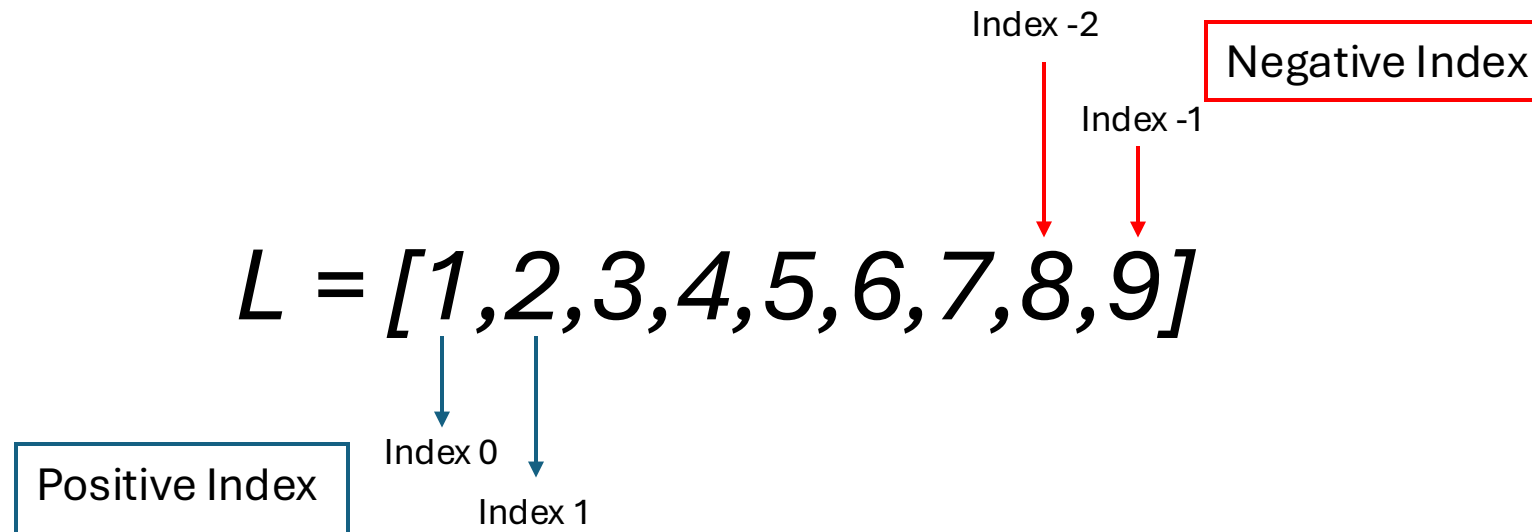 Index -2
Negative Index
Index -1
L = [1,2,3,4,5,6,7,8,9]
Index 0
Positive Index
Index 1